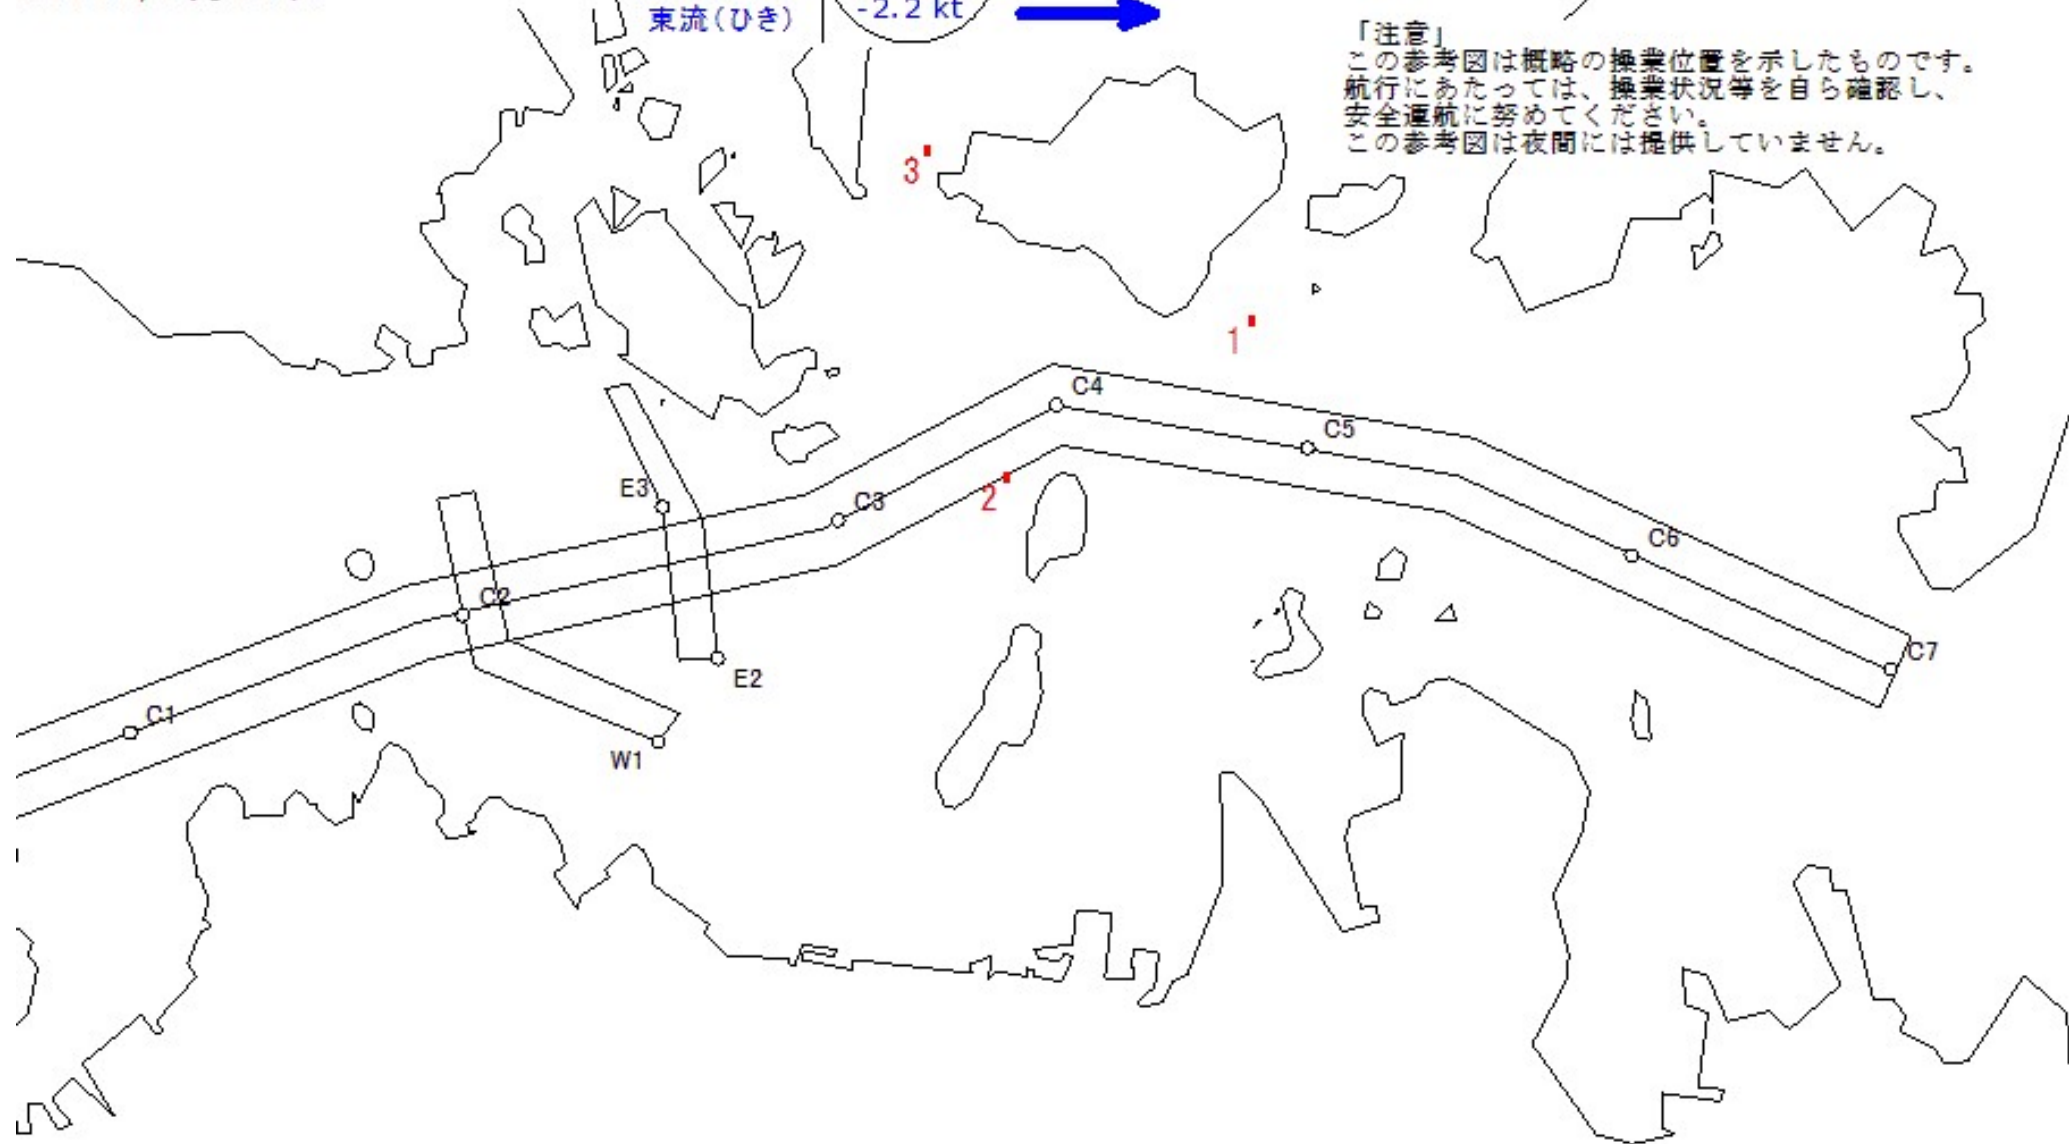 東流(ひき)
-2.2 kt
「注意」
この参考図は概略の操業位置を示したものです。
航行にあたっては、操業状況等を自ら確認し、
安全運航に努めてください。
この参考図は夜間には提供していません。
3
1
C4
C5
E3
2
C3
C6
C2
C7
E2
C1
W1